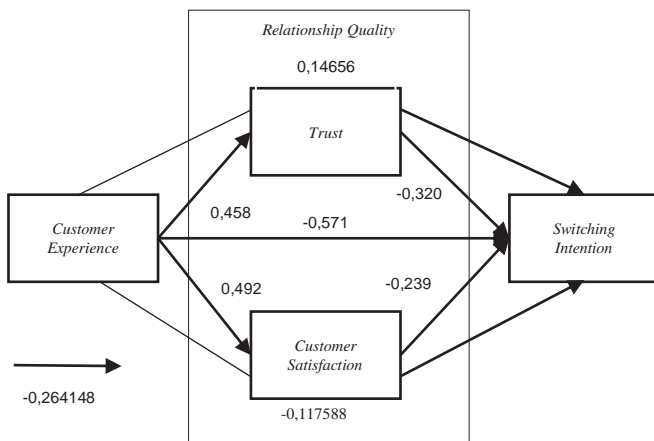 Relationship Quality
0,14656
Trust
-0,320
0,458
-0,571
Customer
Experience
Switching
Intention
0,492
-0,239
Customer
Satisfaction
-0,264148
-0,117588